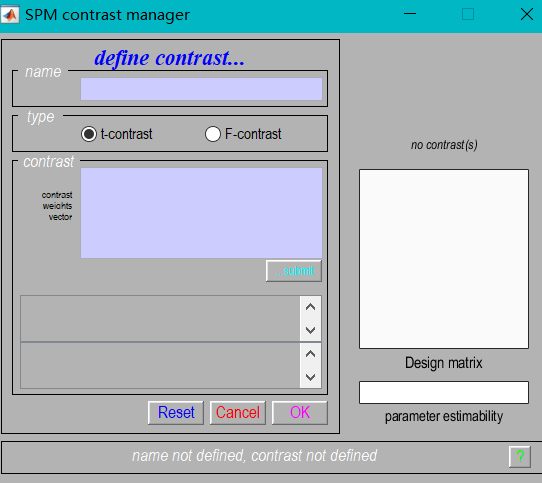 SPM contrast manager
define contrast...
name
type
t-contrast
F-contrast
contrast
contrast
weights
vector
...submit
Reset
Cancel
OK
no contrast(s)
Design matrix
parameter estimability
name not defined, contrast not defined
?